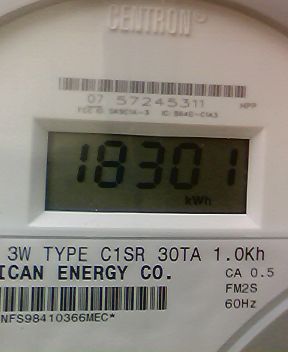 CENTRON
07 57245311 HPP
18301
kWh
3W TYPE C1SR 30TA 1.0Kh
ICAN ENERGY CO. CA 0.5
FM2S
60Hz
NFS98410366MEC*